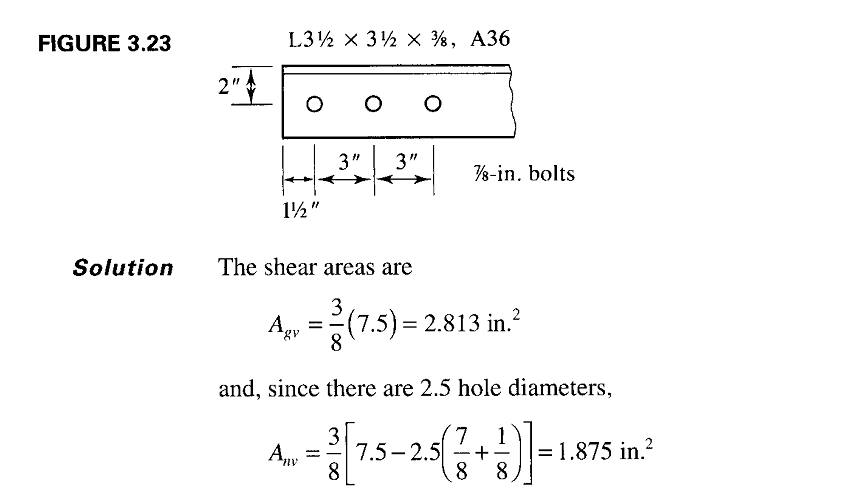 FIGURE 3.23
L3½ × 3½ × ⅜, A36
2"
3" 3"
⅞-in. bolts
1½"
Solution The shear areas are
A_gv = 3/8 (7.5) = 2.813 in.²
and, since there are 2.5 hole diameters,
A_nv = 3/8 [7.5 − 2.5(7/8 + 1/8)] = 1.875 in.²